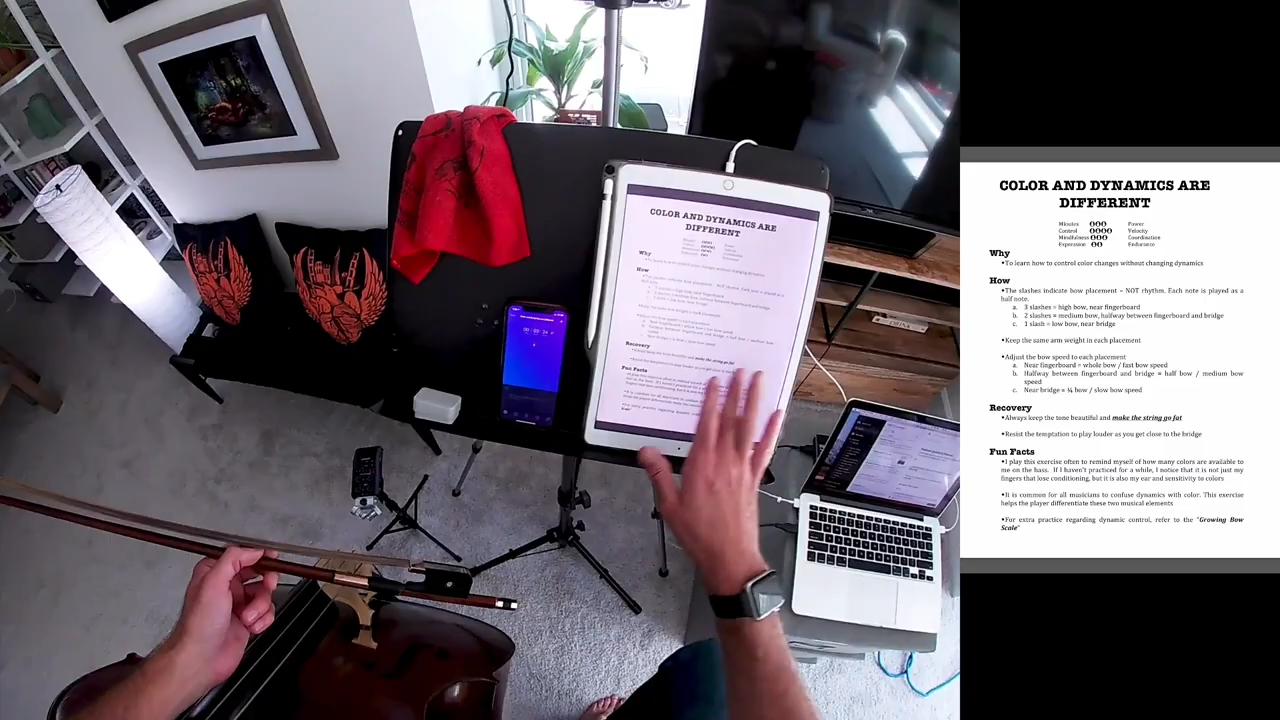 COLOR AND DYNAMICS ARE
DIFFERENT
Minutes
Power
Control
Velocity
Mindfulness
Coordination
Expression
Endurance
Why
•To learn how to control color changes without changing dynamics
How
•The slashes indicate bow placement – NOT rhythm. Each note is played as a
half note.
a. 3 slashes = high bow, near fingerboard
b. 2 slashes = medium bow, halfway between fingerboard and bridge
c. 1 slash = low bow, near bridge
•Keep the same arm weight in each placement
•Adjust the bow speed to each placement
a. Near fingerboard = whole bow / fast bow speed
b. Halfway between fingerboard and bridge = half bow / medium bow
speed
c. Near bridge = ¼ bow / slow bow speed
Recovery
•Always keep the tone beautiful and make the string go fat
•Resist the temptation to play louder as you get close to the bridge
Fun Facts
•I play this exercise often to remind myself of how many colors are available to
me on the bass. If I haven't practiced for a while, I notice that it is not just my
fingers that lose conditioning, but it is also my ear and sensitivity to colors
•It is common for all musicians to confuse dynamics with color. This exercise
helps the player differentiate these two musical elements
•For extra practice regarding dynamic control, refer to the "Growing Bow
Scale"
COLOR AND DYNAMICS ARE
DIFFERENT
Why
How
Recovery
Fun Facts